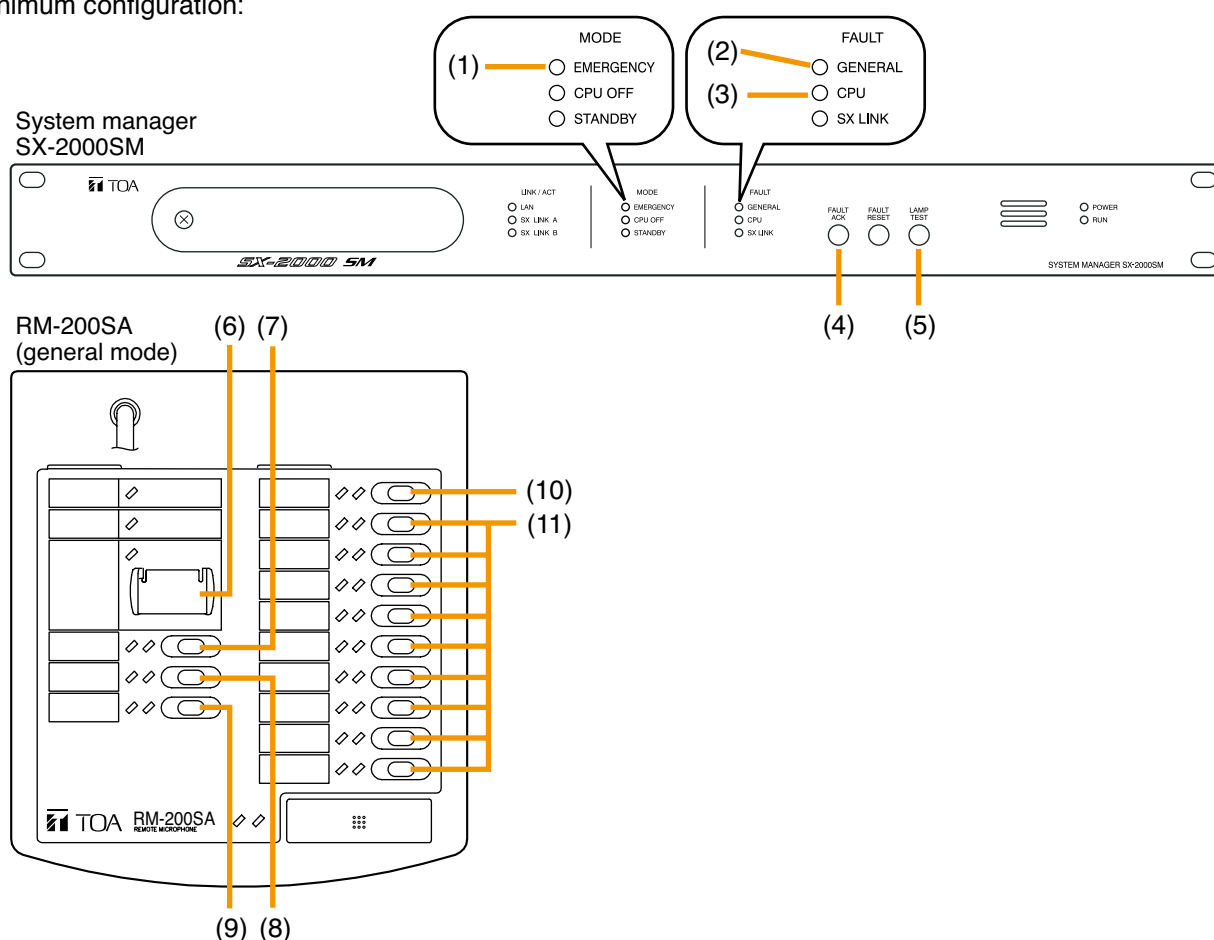 nimum configuration:
MODE
EMERGENCY
CPU OFF
STANDBY
(1)
FAULT
GENERAL
CPU
SX LINK
(2)
(3)
System manager
SX-2000SM
TOA
SX-2000 SM
LINK / ACT
LAN
SX LINK A
SX LINK B
MODE
EMERGENCY
CPU OFF
STANDBY
FAULT
GENERAL
CPU
SX LINK
FAULT ACK
FAULT RESET
LAMP TEST
POWER
RUN
SYSTEM MANAGER SX-2000SM
(4) (5)
RM-200SA
(general mode)
(6) (7)
(10)
(11)
TOA RM-200SA
REMOTE MICROPHONE
(9) (8)